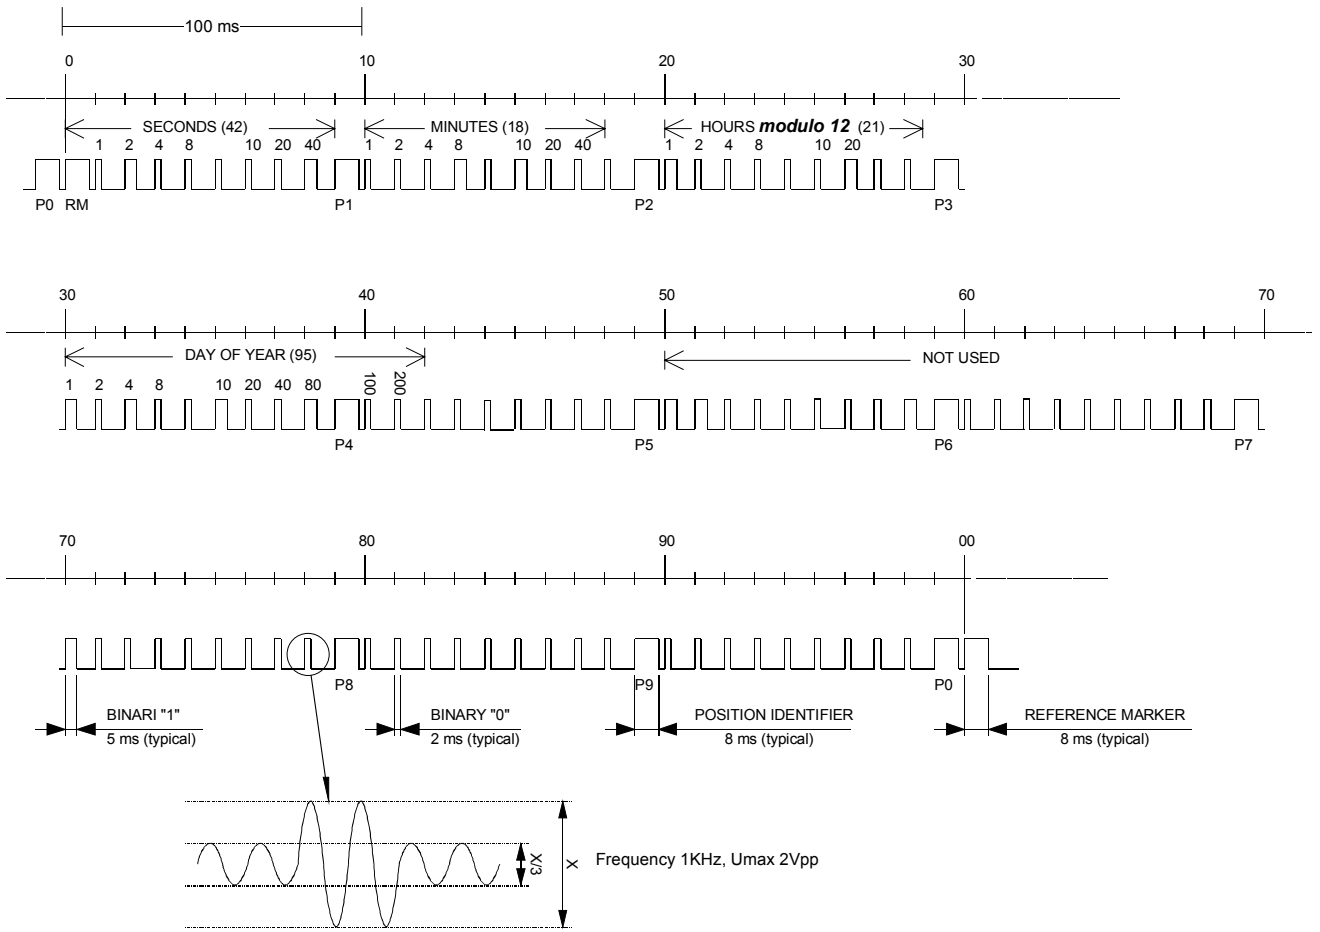 100 ms
0 10 20 30
SECONDS (42) MINUTES (18) HOURS modulo 12 (21)
1 2 4 8 10 20 40 1 2 4 8 10 20 40 1 2 4 8 10 20
P0 RM P1 P2 P3
30 40 50 60 70
DAY OF YEAR (95) NOT USED
1 2 4 8 10 20 40 80 100 200
P4 P5 P6 P7
70 80 90 00
P8 P9 P0
BINARI "1" BINARY "0" POSITION IDENTIFIER REFERENCE MARKER
5 ms (typical) 2 ms (typical) 8 ms (typical) 8 ms (typical)
X/3 X Frequency 1KHz, Umax 2Vpp